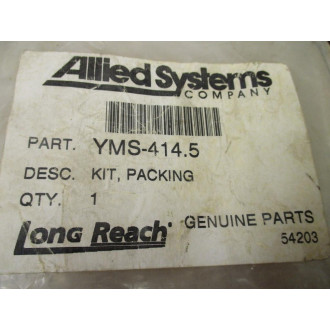 Allied Systems
COMPANY
PART. YMS-414.5
DESC. KIT, PACKING
QTY. 1
Long Reach® GENUINE PARTS
54203